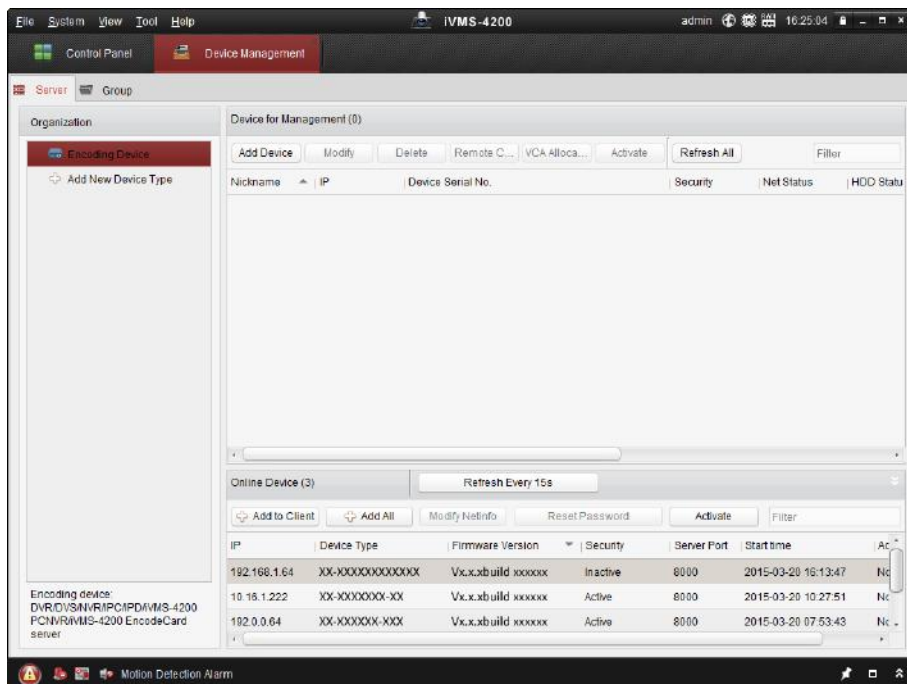 File System View Tool Help iVMS-4200 admin 16:25:04
Control Panel Device Management
Server Group
Organization Device for Management (0)
Encoding Device Add Device Modify Delete Remote C... VCA Alloca... Activate Refresh All Filter
Add New Device Type Nickname IP Device Serial No. Security Net Status HDD Statu
Online Device (3) Refresh Every 15s
Add to Client Add All Modify Netinfo Reset Password Activate Filter
IP Device Type Firmware Version Security Server Port Start time Ad
192.168.1.64 XX-XXXXXXXXXXXX Vx.x.xbuild xxxxxx Inactive 8000 2015-03-20 16:13:47 No
10.16.1.222 XX-XXXXXXXX-XX Vx.x.xbuild xxxxxx Active 8000 2015-03-20 10:27:51 No
192.0.0.64 XX-XXXXXX-XXX Vx.x.xbuild xxxxxx Active 8000 2015-03-20 07:53:43 No
Encoding device:
DVR/DVS/NVR/IPC/IPD/iVMS-4200
PCNVR/iVMS-4200 EncodeCard
server
Motion Detection Alarm